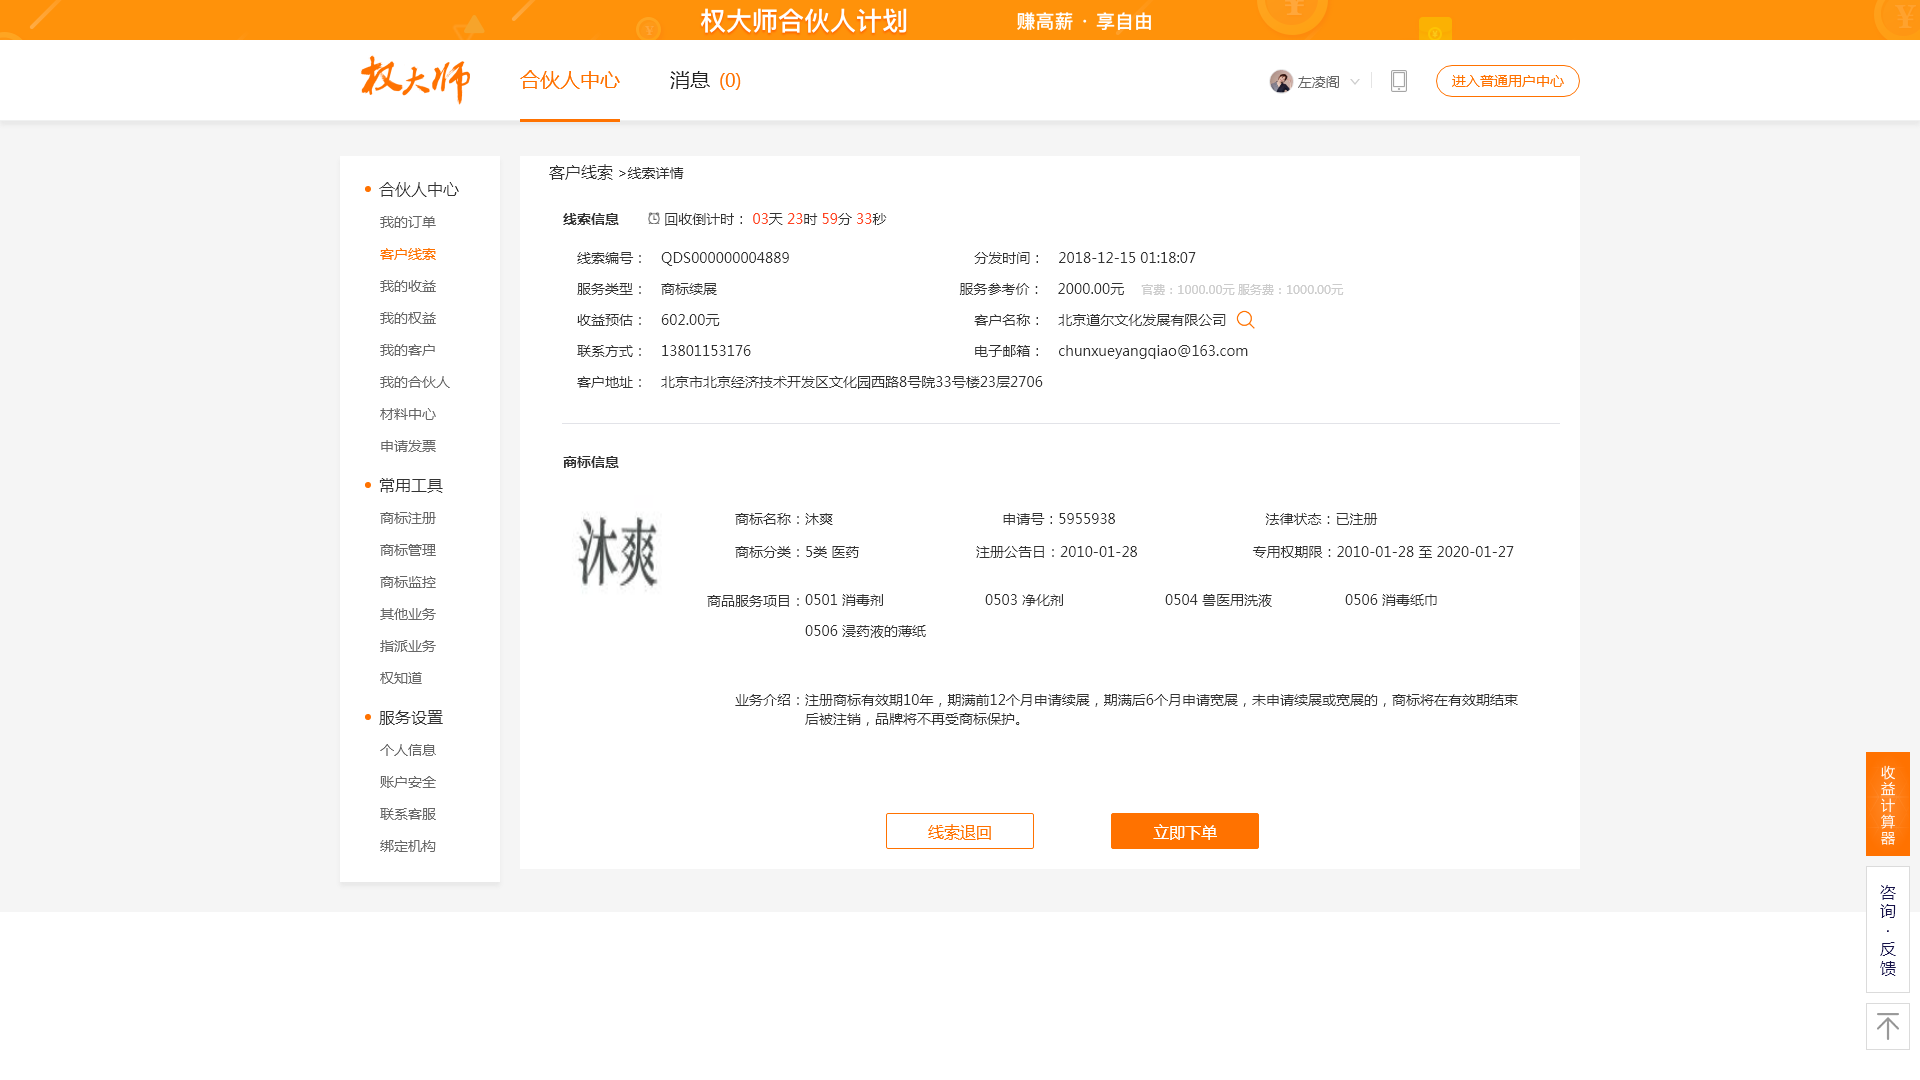 权大师合伙人计划 赚高薪 · 享自由
权大师 合伙人中心 消息 (0) 左凌阁 进入普通用户中心
合伙人中心
我的订单
客户线索
我的收益
我的权益
我的客户
我的合伙人
材料中心
申请发票
常用工具
商标注册
商标管理
商标监控
其他业务
指派业务
权知道
服务设置
个人信息
账户安全
联系客服
绑定机构
客户线索 >线索详情
线索信息 回收倒计时： 03天 23时 59分 33秒
线索编号： QDS000000004889 分发时间： 2018-12-15 01:18:07
服务类型： 商标续展 服务参考价： 2000.00元 官费：1000.00元 服务费：1000.00元
收益预估： 602.00元 客户名称： 北京道尔文化发展有限公司
联系方式： 13801153176 电子邮箱： chunxueyangqiao@163.com
客户地址： 北京市北京经济技术开发区文化园西路8号院33号楼23层2706
商标信息
沐爽
商标名称：沐爽 申请号：5955938 法律状态：已注册
商标分类：5类 医药 注册公告日：2010-01-28 专用权期限：2010-01-28 至 2020-01-27
商品服务项目：0501 消毒剂 0503 净化剂 0504 兽医用洗液 0506 消毒纸巾
0506 浸药液的薄纸
业务介绍：注册商标有效期10年，期满前12个月申请续展，期满后6个月申请宽展，未申请续展或宽展的，商标将在有效期结束
后被注销，品牌将不再受商标保护。
线索退回 立即下单
收益计算器
咨询·反馈